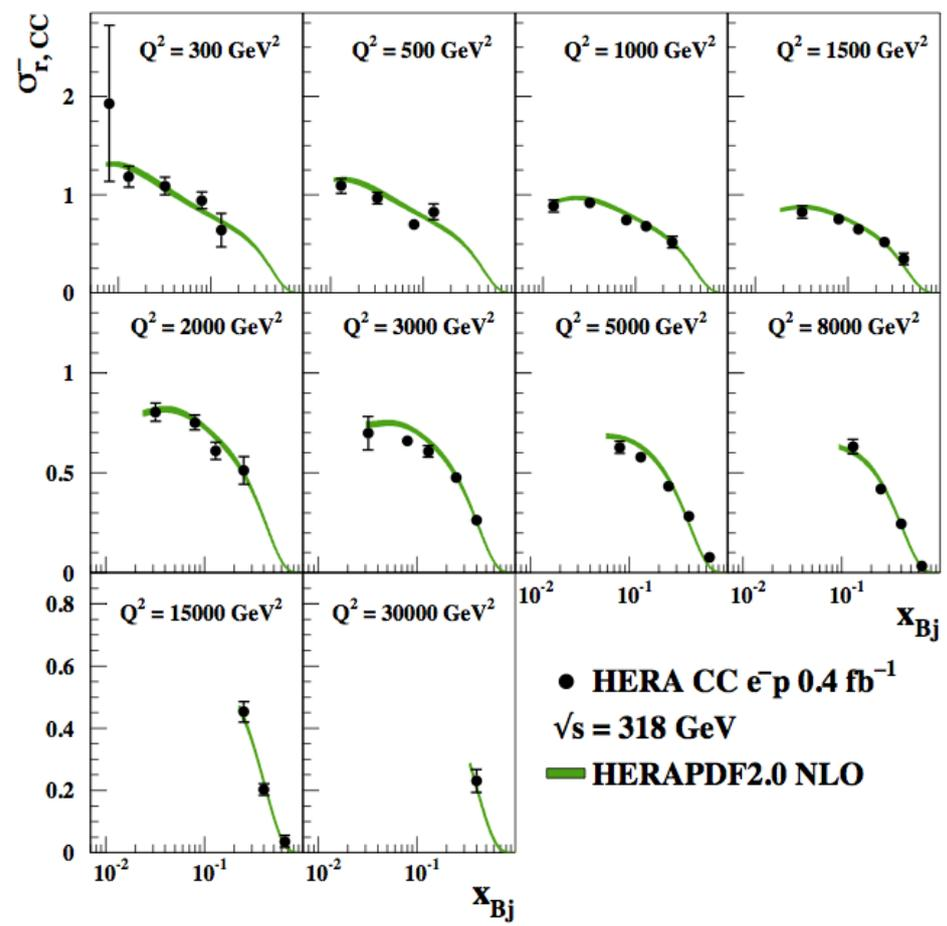 σ⁻r, CC
Q² = 300 GeV²
Q² = 500 GeV²
Q² = 1000 GeV²
Q² = 1500 GeV²
2
1
0
Q² = 2000 GeV²
Q² = 3000 GeV²
Q² = 5000 GeV²
Q² = 8000 GeV²
1
0.5
0
10⁻² 10⁻¹ 10⁻² 10⁻¹
xBj
Q² = 15000 GeV²
Q² = 30000 GeV²
0.8
0.6
0.4
0.2
0
10⁻² 10⁻¹ 10⁻² 10⁻¹
xBj
HERA CC e⁻p 0.4 fb⁻¹
√s = 318 GeV
HERAPDF2.0 NLO